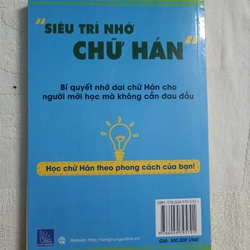 "SIÊU TRÍ NHỚ
CHỮ HÁN"
Bí quyết nhớ dai chữ Hán cho
người mới học mà không cần đau đầu
Học chữ Hán theo phong cách của bạn!
Giá: 300.000 VNĐ